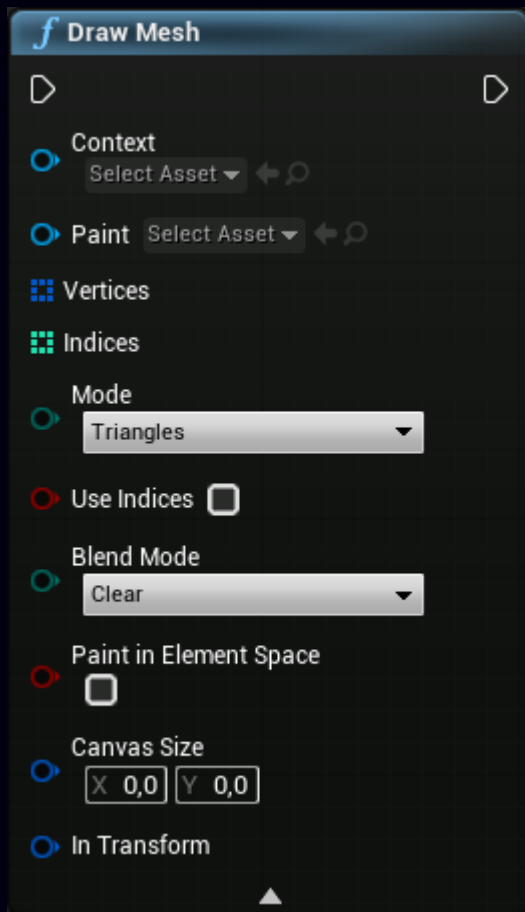 f Draw Mesh
Context
Select Asset
Paint Select Asset
Vertices
Indices
Mode
Triangles
Use Indices
Blend Mode
Clear
Paint in Element Space
Canvas Size
X 0,0 Y 0,0
In Transform